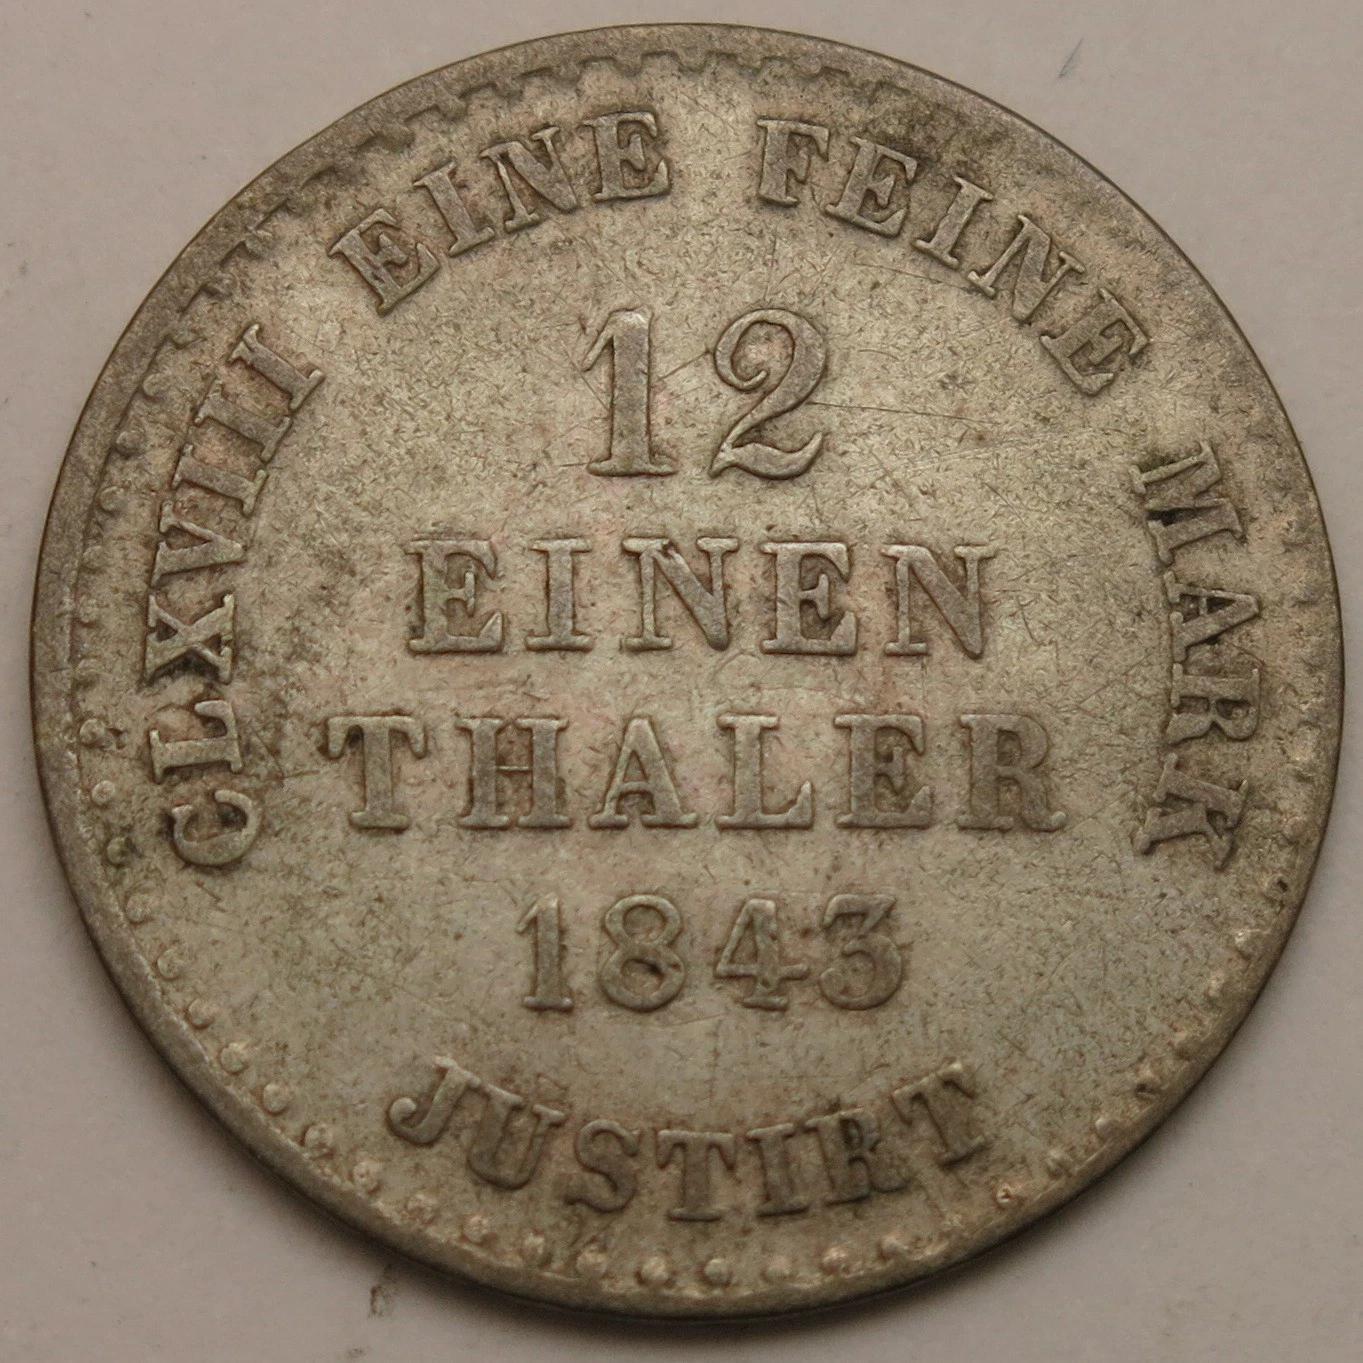 CLXVIII EINE FEINE MARK
12
EINEN
THALER
1843
JUSTIRT